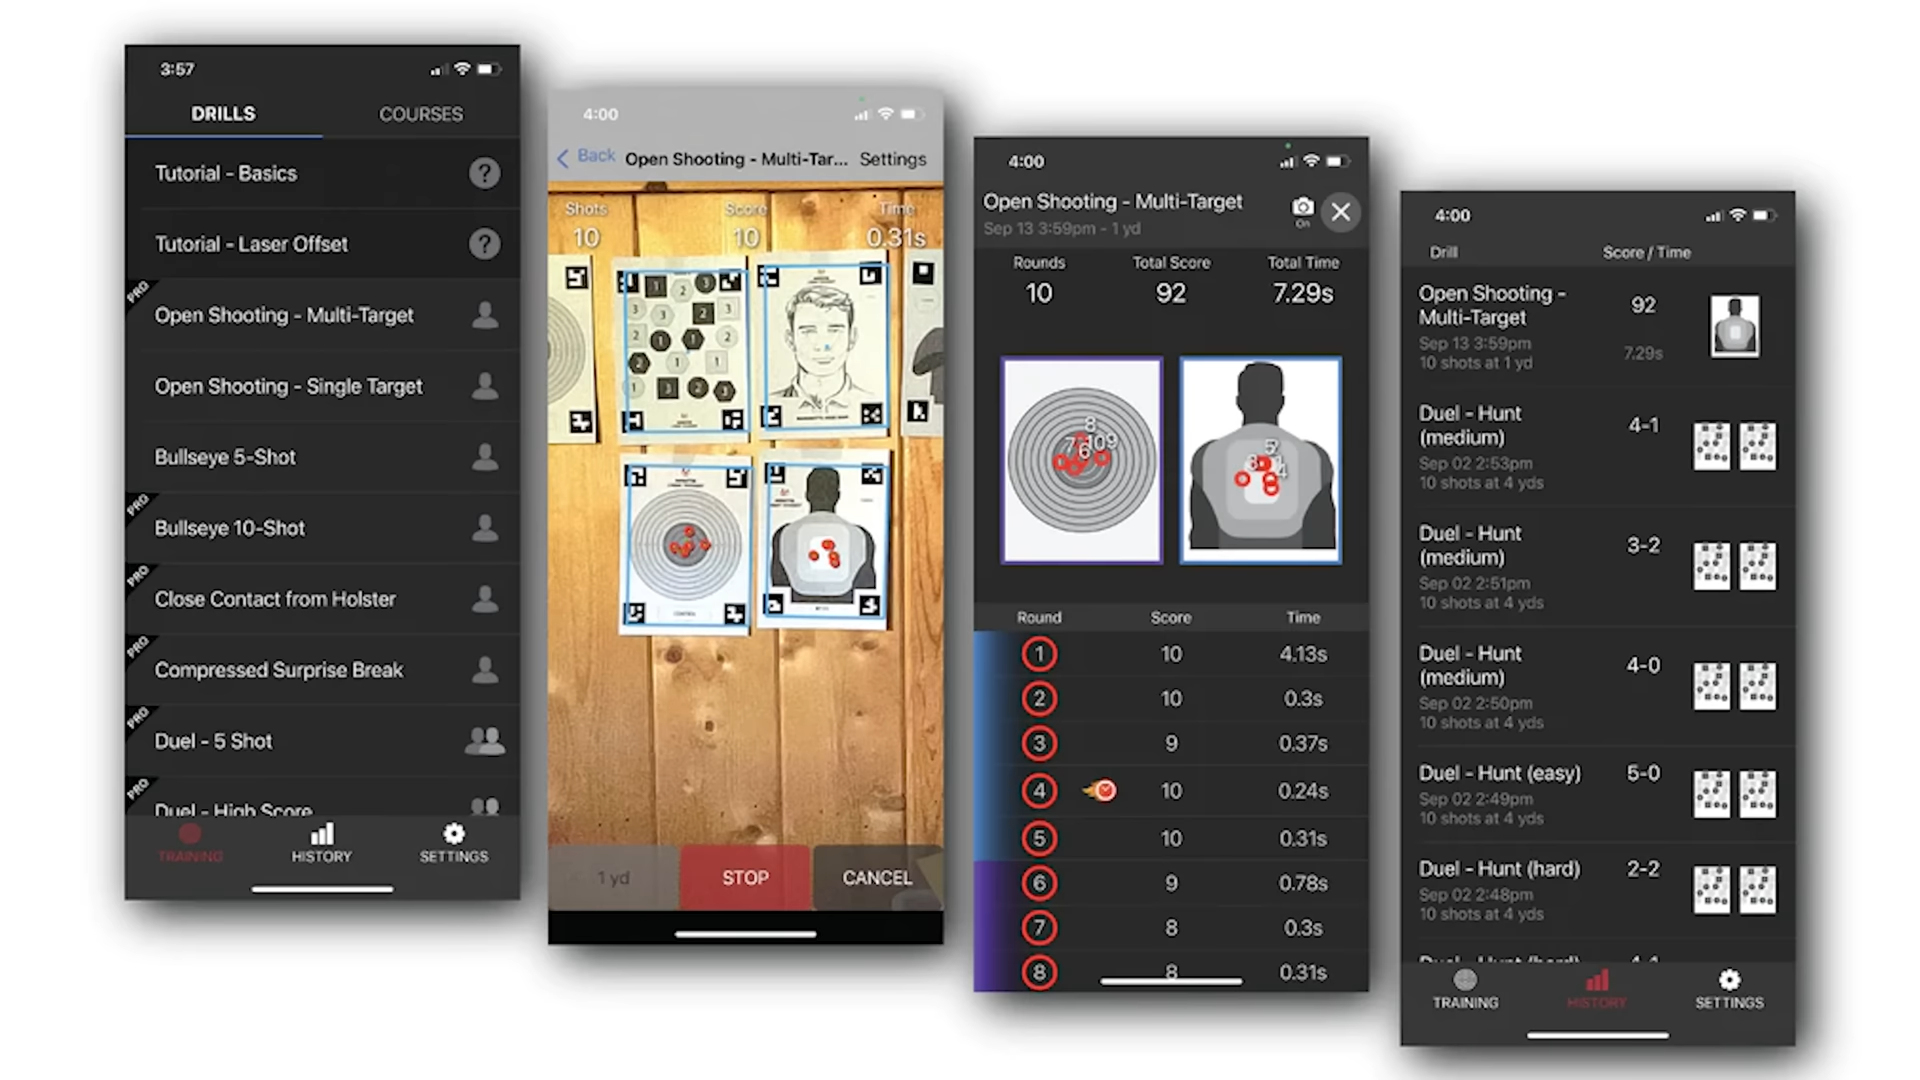 3:57
DRILLS COURSES
Tutorial - Basics ?
Tutorial - Laser Offset ?
PRO
Open Shooting - Multi-Target
Open Shooting - Single Target
Bullseye 5-Shot
PRO
Bullseye 10-Shot
PRO
Close Contact from Holster
PRO
Compressed Surprise Break
PRO
Duel - 5 Shot
PRO
Duel - High Score
TRAINING HISTORY SETTINGS
4:00
Back Open Shooting - Multi-Tar... Settings
Shots Score Time
10 10 0.31s
1 yd STOP CANCEL
4:00
Open Shooting - Multi-Target
On
Sep 13 3:59pm - 1 yd
Rounds Total Score Total Time
10 92 7.29s
Round Score Time
1 10 4.13s
2 10 0.3s
3 9 0.37s
4 10 0.24s
5 10 0.31s
6 9 0.78s
7 8 0.3s
8 8 0.31s
4:00
Drill Score / Time
Open Shooting -
Multi-Target
92
Sep 13 3:59pm
7.29s
10 shots at 1 yd
Duel - Hunt
(medium)
4-1
Sep 02 2:53pm
10 shots at 4 yds
Duel - Hunt
(medium)
3-2
Sep 02 2:51pm
10 shots at 4 yds
Duel - Hunt
(medium)
4-0
Sep 02 2:50pm
10 shots at 4 yds
Duel - Hunt (easy) 5-0
Sep 02 2:49pm
10 shots at 4 yds
Duel - Hunt (hard) 2-2
Sep 02 2:48pm
10 shots at 4 yds
TRAINING HISTORY SETTINGS